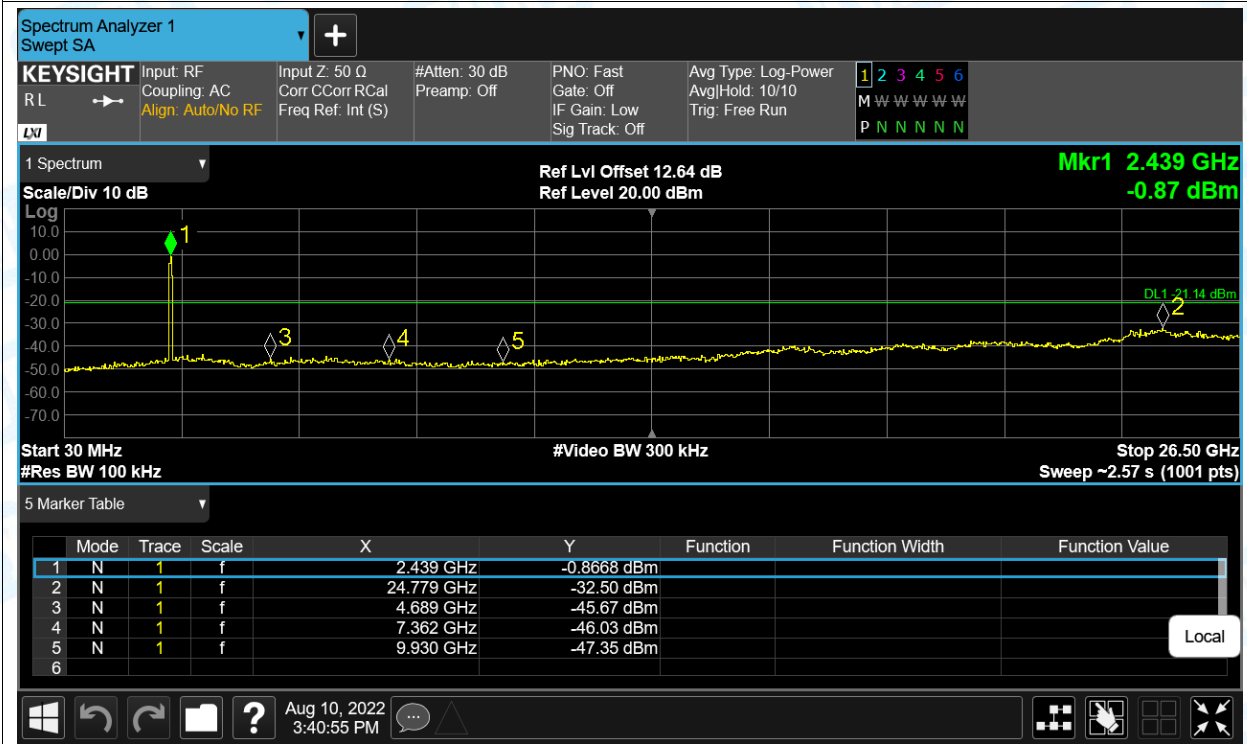 Spectrum Analyzer 1
Swept SA
KEYSIGHT
R L
LXI
Input: RF
Coupling: AC
Align: Auto/No RF
Input Z: 50 Ω
Corr CCorr RCal
Freq Ref: Int (S)
#Atten: 30 dB
Preamp: Off
PNO: Fast
Gate: Off
IF Gain: Low
Sig Track: Off
Avg Type: Log-Power
Avg|Hold: 10/10
Trig: Free Run
1 2 3 4 5 6
M W W W W W
P N N N N N
1 Spectrum
Scale/Div 10 dB
Ref Lvl Offset 12.64 dB
Ref Level 20.00 dBm
Mkr1 2.439 GHz
-0.87 dBm
Log
10.0
0.00
-10.0
-20.0
-30.0
-40.0
-50.0
-60.0
-70.0
1
3
4
5
DL1 -21.14 dBm
2
Start 30 MHz
#Res BW 100 kHz
#Video BW 300 kHz
Stop 26.50 GHz
Sweep ~2.57 s (1001 pts)
5 Marker Table
Mode Trace Scale X Y Function Function Width Function Value
1 N 1 f 2.439 GHz -0.8668 dBm
2 N 1 f 24.779 GHz -32.50 dBm
3 N 1 f 4.689 GHz -45.67 dBm
4 N 1 f 7.362 GHz -46.03 dBm
5 N 1 f 9.930 GHz -47.35 dBm
6
Local
?
Aug 10, 2022
3:40:55 PM